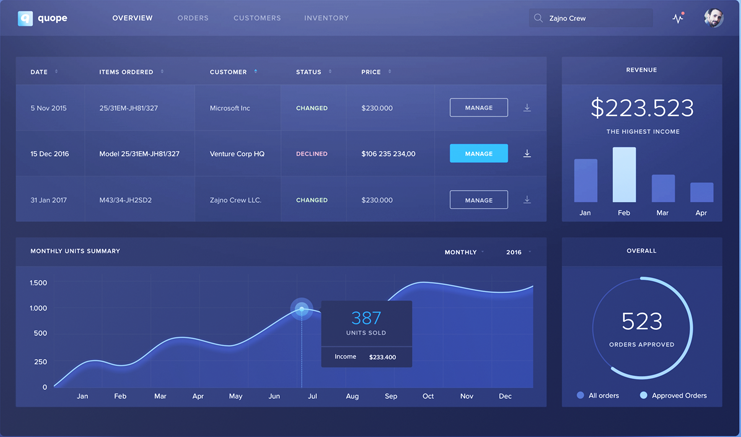 quope
OVERVIEW ORDERS CUSTOMERS INVENTORY
Zajno Crew
DATE ITEMS ORDERED CUSTOMER STATUS PRICE
5 Nov 2015 25/31EM-JH81/327 Microsoft Inc CHANGED $230.000 MANAGE
15 Dec 2016 Model 25/31EM-JH81/327 Venture Corp HQ DECLINED $106 235 234,00 MANAGE
31 Jan 2017 M43/34-JH2SD2 Zajno Crew LLC. CHANGED $230.000 MANAGE
REVENUE
$223.523
THE HIGHEST INCOME
Jan Feb Mar Apr
MONTHLY UNITS SUMMARY MONTHLY 2016
1.500
1.000
500
250
0
387
UNITS SOLD
Income $233.400
Jan Feb Mar Apr May Jun Jul Aug Sep Oct Nov Dec
OVERALL
523
ORDERS APPROVED
All orders Approved Orders